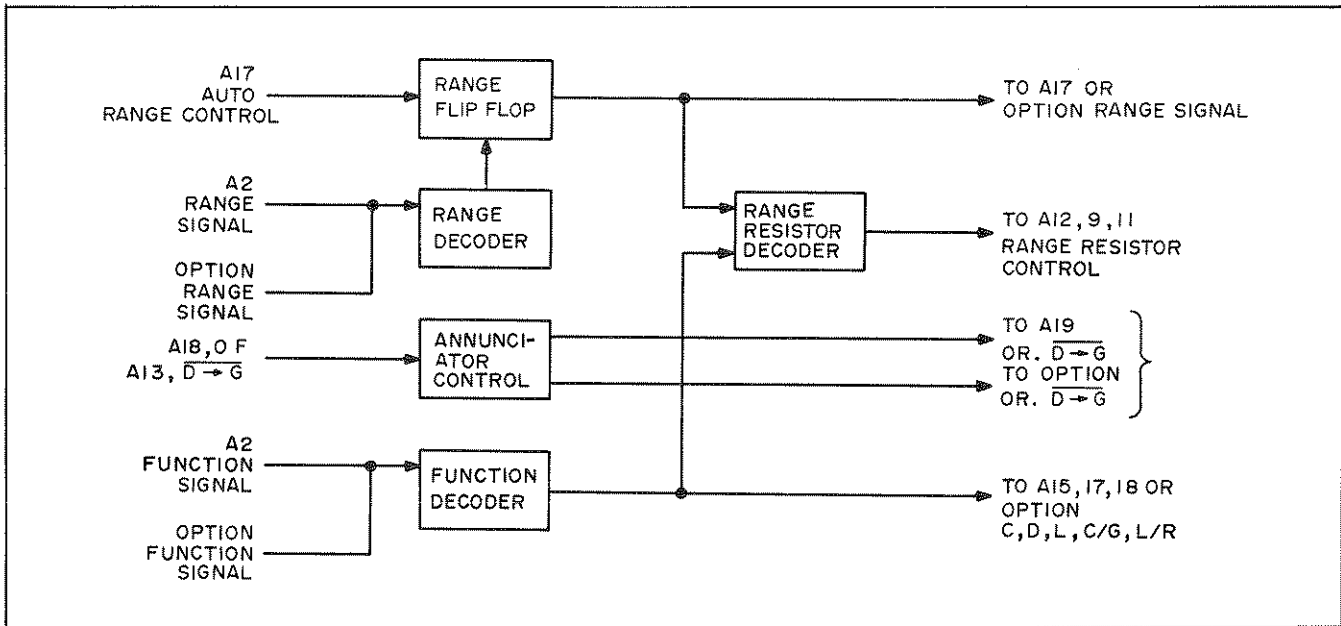 A17
AUTO
RANGE CONTROL
RANGE
FLIP FLOP
TO A17 OR
OPTION RANGE SIGNAL
A2
RANGE
SIGNAL
RANGE
DECODER
RANGE
RESISTOR
DECODER
TO A12, 9, 11
RANGE RESISTOR
CONTROL
OPTION
RANGE
SIGNAL
A18, O F
A13, D→G
ANNUNCI-
ATOR
CONTROL
TO A19
OR. D→G
TO OPTION
OR. D→G
A2
FUNCTION
SIGNAL
FUNCTION
DECODER
TO A15, 17, 18 OR
OPTION
C, D, L, C/G, L/R
OPTION
FUNCTION
SIGNAL